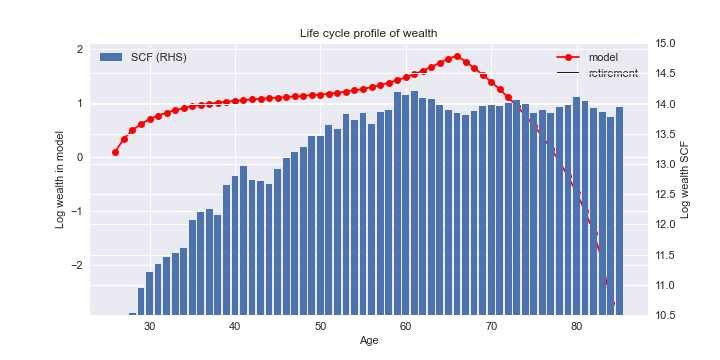 Life cycle profile of wealth
SCF (RHS)
model
retirement
Log wealth in model
2
1
0
−1
−2
15.0
14.5
14.0
13.5
13.0
12.5
12.0
11.5
11.0
10.5
Log wealth SCF
30 40 50 60 70 80
Age